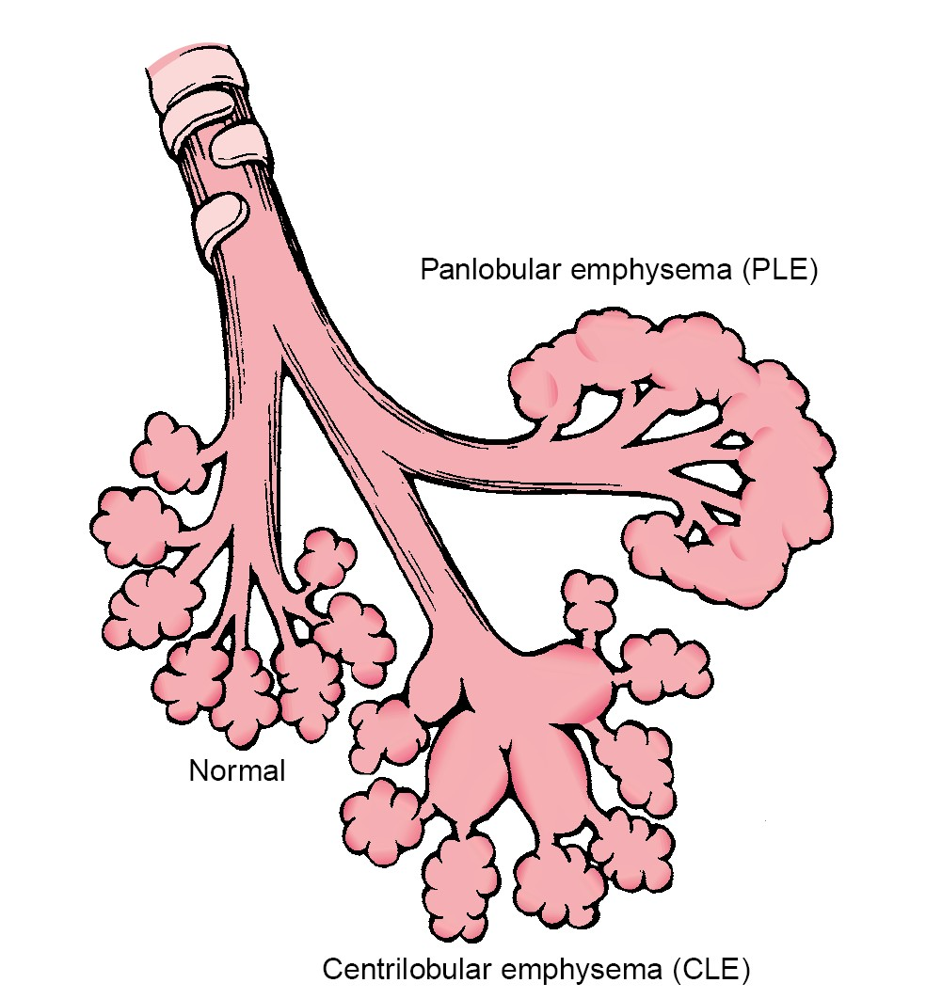 Panlobular emphysema (PLE)
Normal
Centrilobular emphysema (CLE)